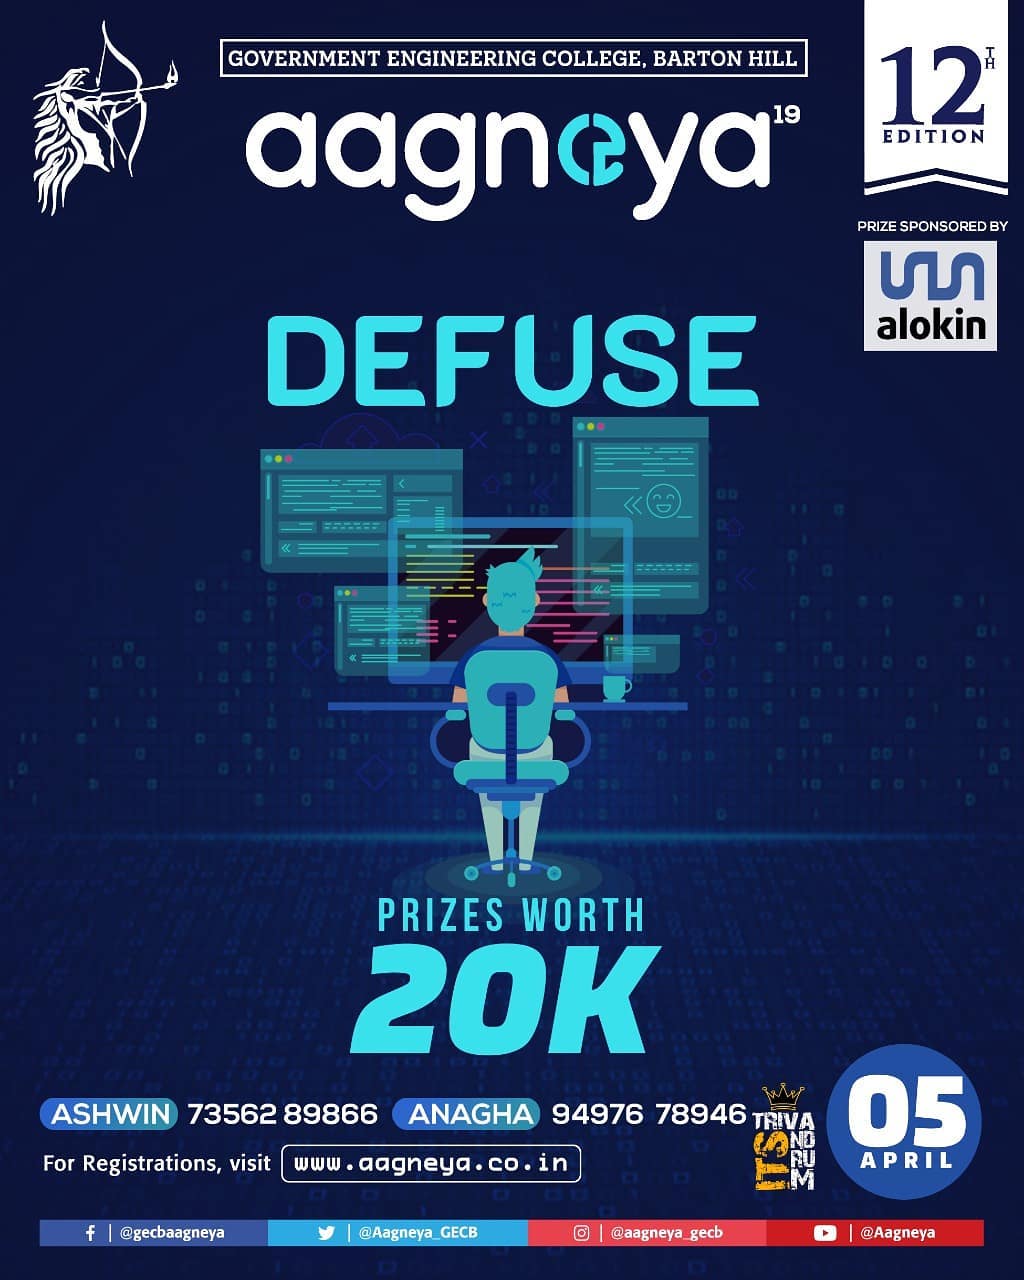 GOVERNMENT ENGINEERING COLLEGE, BARTON HILL
aagneya19
12TH
EDITION
PRIZE SPONSORED BY
alokin
DEFUSE
PRIZES WORTH
20K
ASHWIN 73562 89866 ANAGHA 94976 78946
For Registrations, visit www.aagneya.co.in
ITS TRIVANDRUM
05
APRIL
@gecbaagneya @Aagneya_GECB @aagneya_gecb @Aagneya